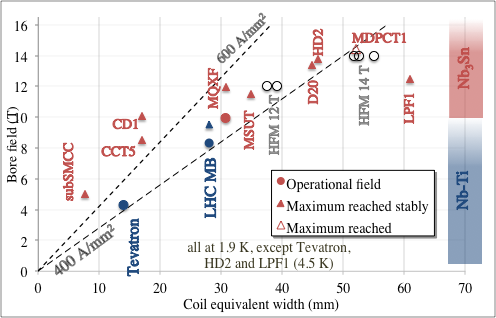 16
14
12
10
8
6
4
2
0
Bore field (T)
0
10
20
30
40
50
60
70
Coil equivalent width (mm)
600 A/mm²
400 A/mm²
subSMCC
CD1
CCT5
Tevatron
MQXF
LHC MB
MSUT
HFM 12 T
D20
HD2
MDPCT1
HFM 14 T
LPF1
Nb₃Sn
Nb-Ti
Operational field
Maximum reached stably
Maximum reached
all at 1.9 K, except Tevatron,
HD2 and LPF1 (4.5 K)